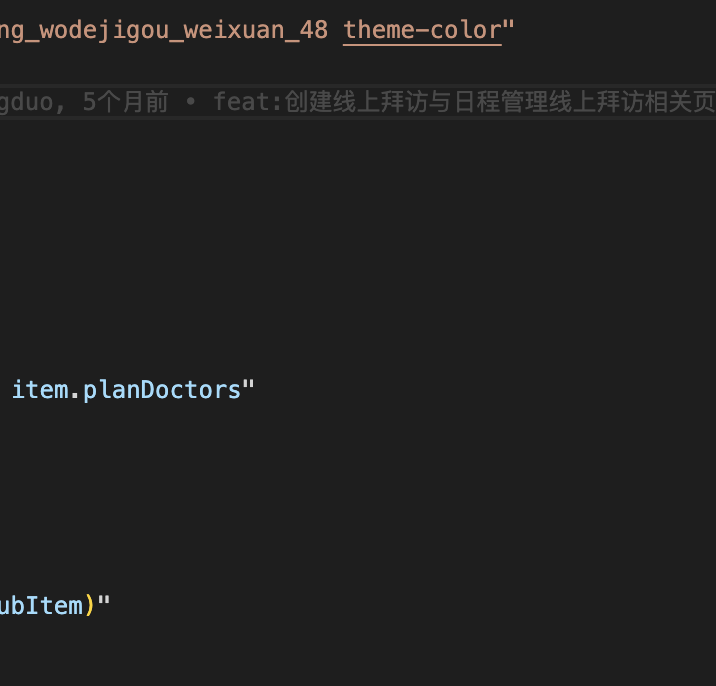 ng_wodejigou_weixuan_48 theme-color"
gduo, 5个月前 • feat:创建线上拜访与日程管理线上拜访相关页
item.planDoctors"
ubItem)"